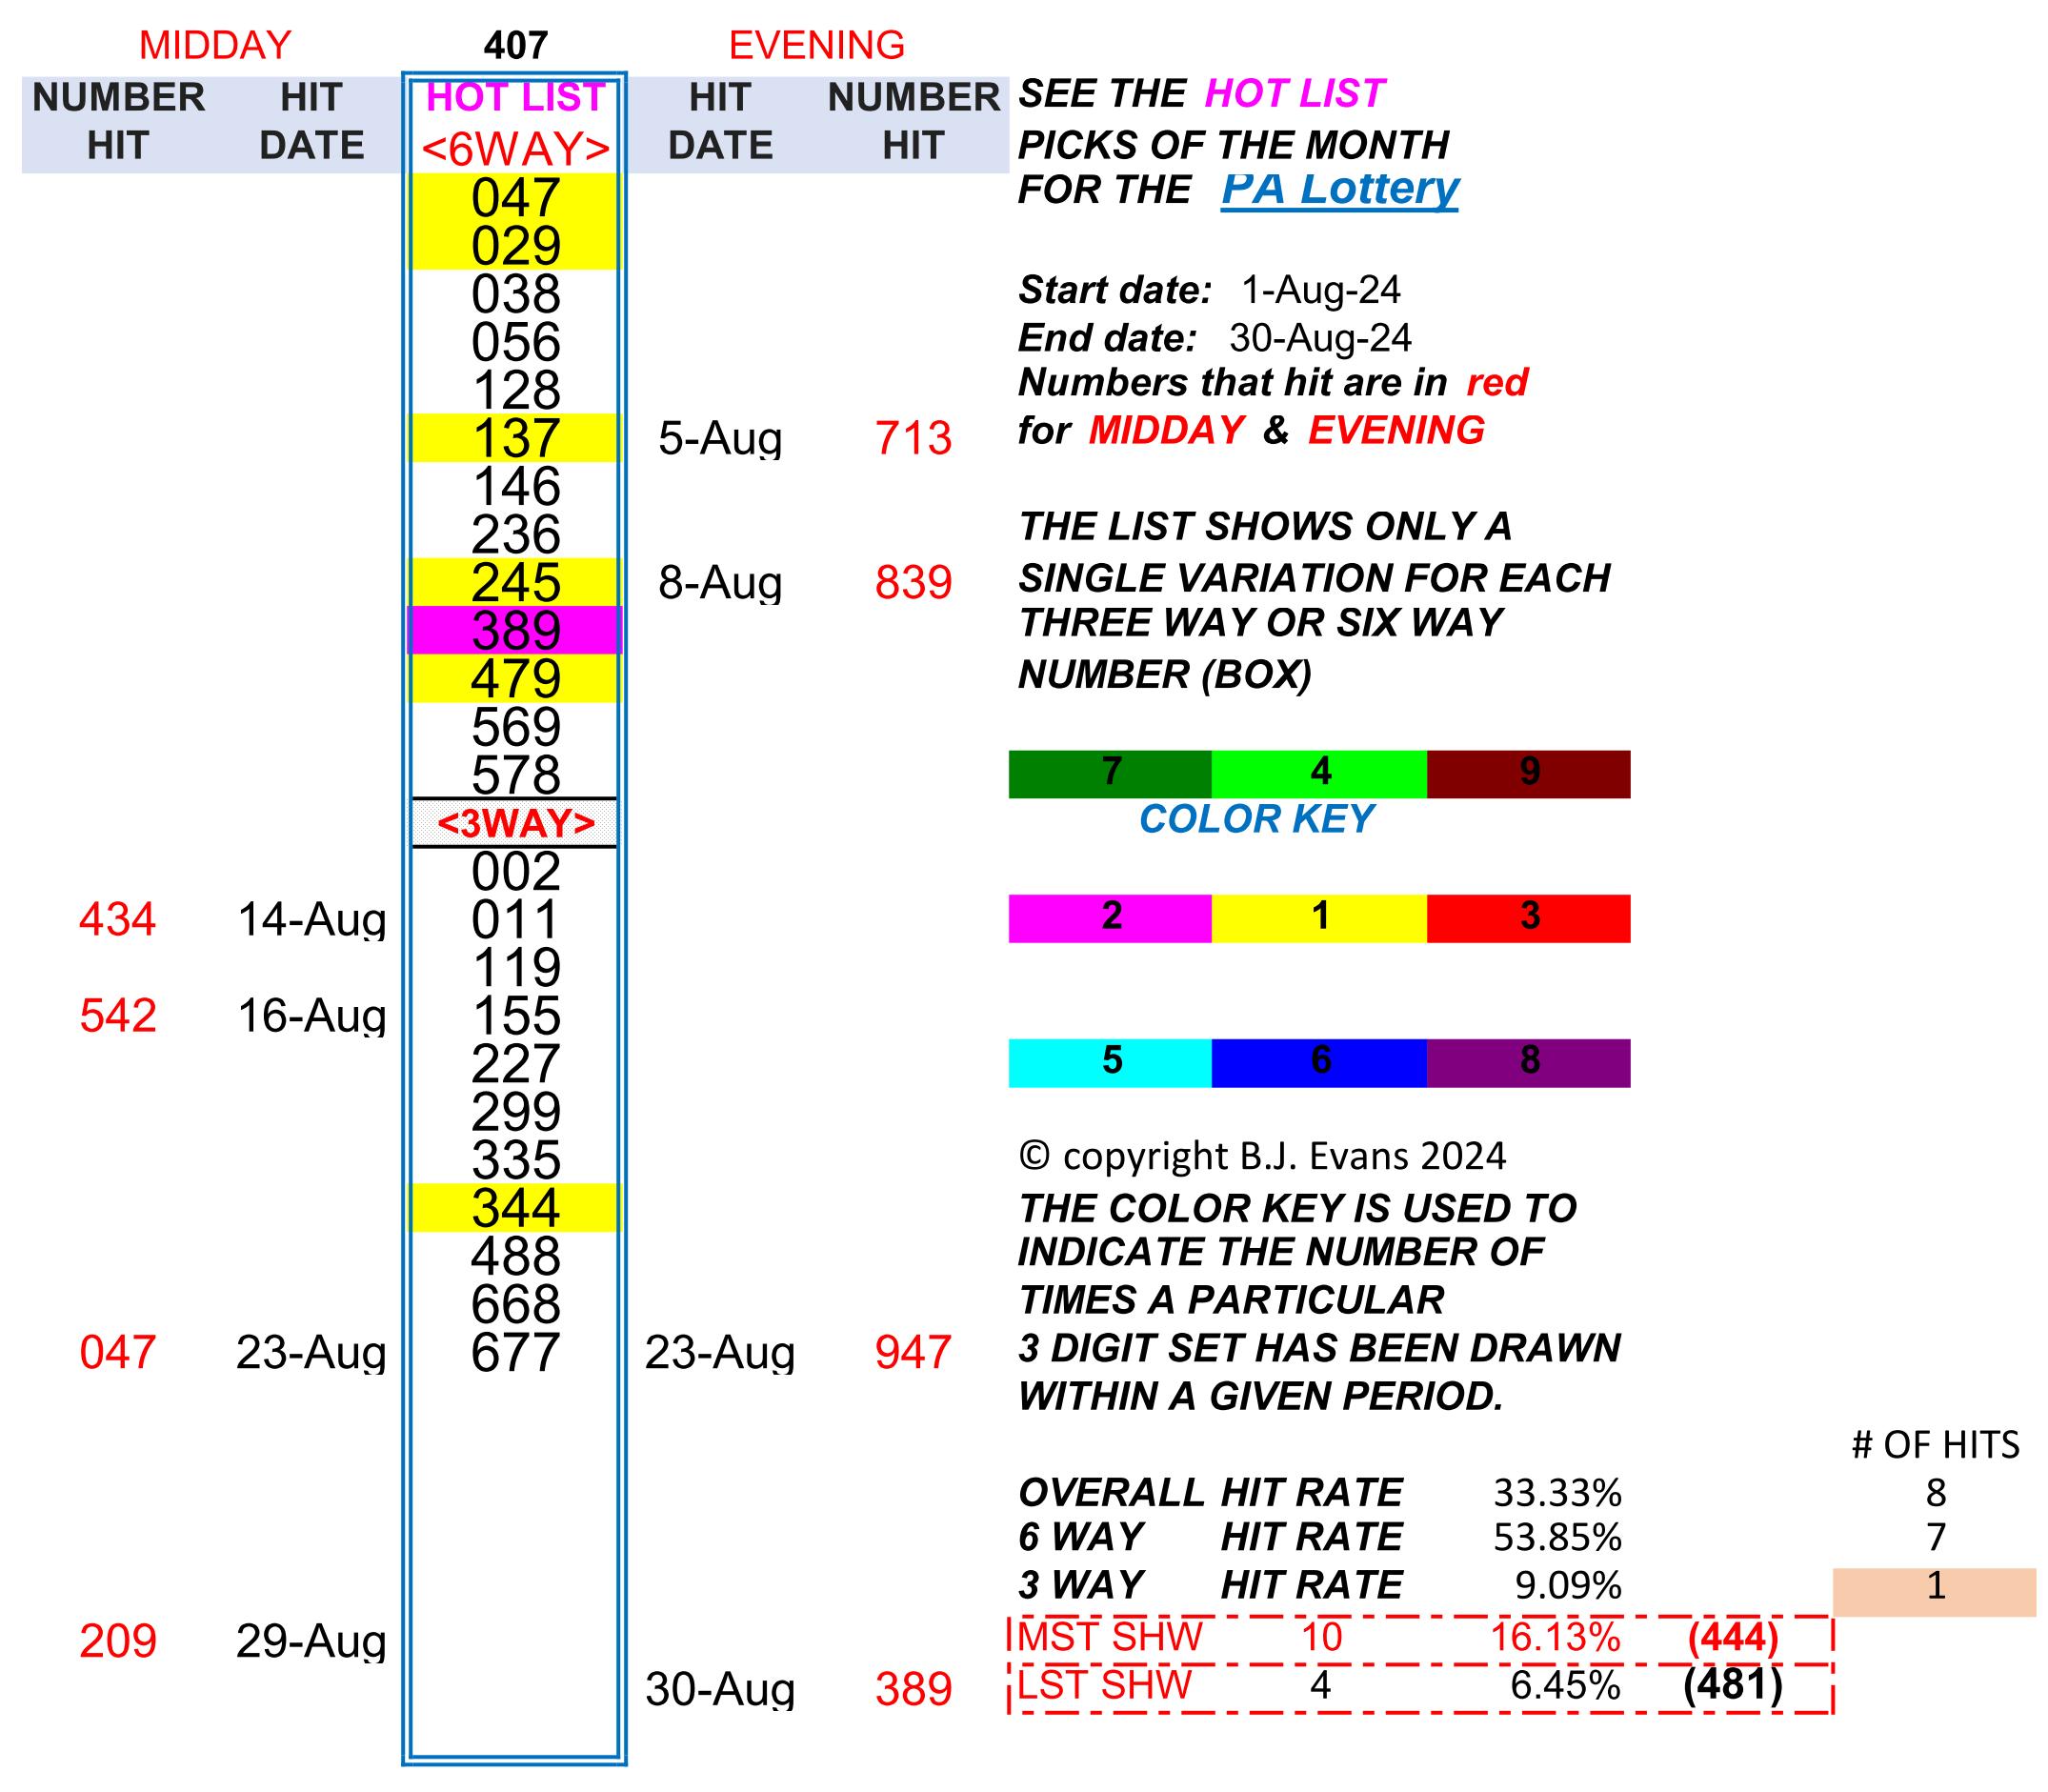 MIDDAY 407 EVENING
NUMBER HIT HOT LIST HIT NUMBER SEE THE HOT LIST
HIT DATE <6WAY> DATE HIT PICKS OF THE MONTH
047 FOR THE PA Lottery
029
038 Start date: 1-Aug-24
056 End date: 30-Aug-24
128 Numbers that hit are in red
137 5-Aug 713 for MIDDAY & EVENING
146
236 THE LIST SHOWS ONLY A
245 8-Aug 839 SINGLE VARIATION FOR EACH
389 THREE WAY OR SIX WAY
479 NUMBER (BOX)
569
578 7 4 9
<3WAY> COLOR KEY
002
434 14-Aug 011 2 1 3
119
542 16-Aug 155
227 5 6 8
299
335 © copyright B.J. Evans 2024
344 THE COLOR KEY IS USED TO
488 INDICATE THE NUMBER OF
668 TIMES A PARTICULAR
047 23-Aug 677 23-Aug 947 3 DIGIT SET HAS BEEN DRAWN
WITHIN A GIVEN PERIOD.
# OF HITS
OVERALL HIT RATE 33.33% 8
6 WAY HIT RATE 53.85% 7
3 WAY HIT RATE 9.09% 1
209 29-Aug MST SHW 10 16.13% (444)
30-Aug 389 LST SHW 4 6.45% (481)